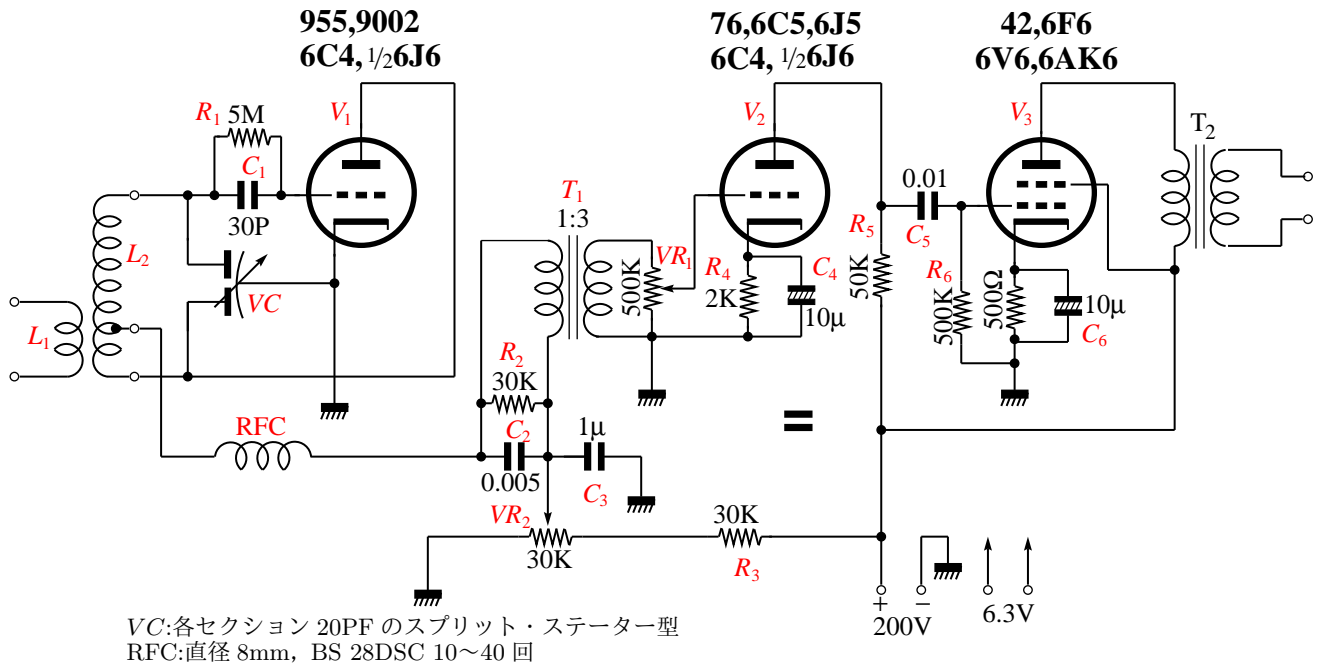 955,9002
6C4, 1/26J6
76,6C5,6J5
6C4, 1/26J6
42,6F6
6V6,6AK6
R1
5M
V1
C1
30P
L2
VC
L1
T1
1:3
VR1
500K
V2
R4
2K
C4
10μ
R5
50K
0.01
C5
R6
500K
V3
500Ω
10μ
C6
T2
R2
30K
RFC
C2
0.005
1μ
C3
VR2
30K
30K
R3
+
−
200V
6.3V
VC:各セクション 20PF のスプリット・ステーター型
RFC:直径 8mm, BS 28DSC 10〜40 回